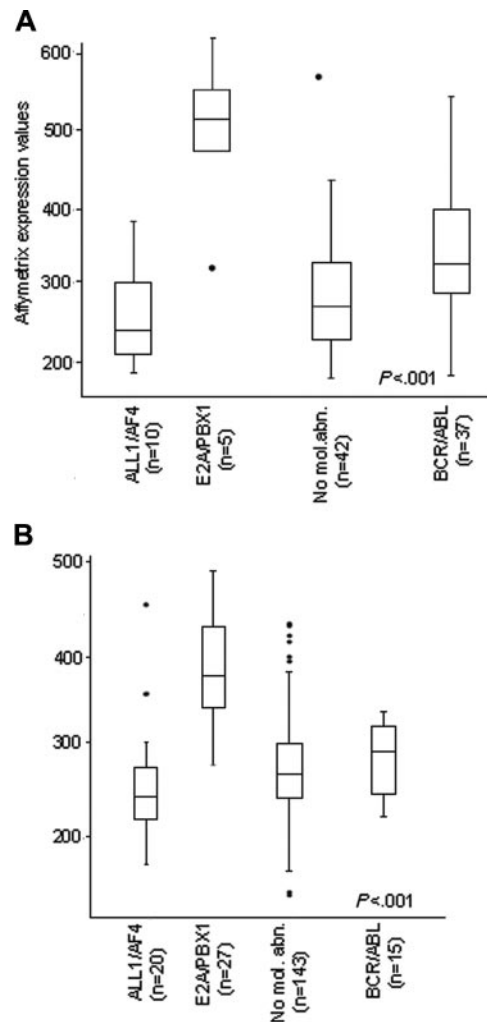 A
Affymetrix expression values
600
500
400
300
200
P<.001
ALL1/AF4
(n=10)
E2A/PBX1
(n=5)
No mol.abn.
(n=42)
BCR/ABL
(n=37)
B
500
400
300
200
P<.001
ALL1/AF4
(n=20)
E2A/PBX1
(n=27)
No mol. abn.
(n=143)
BCR/ABL
(n=15)